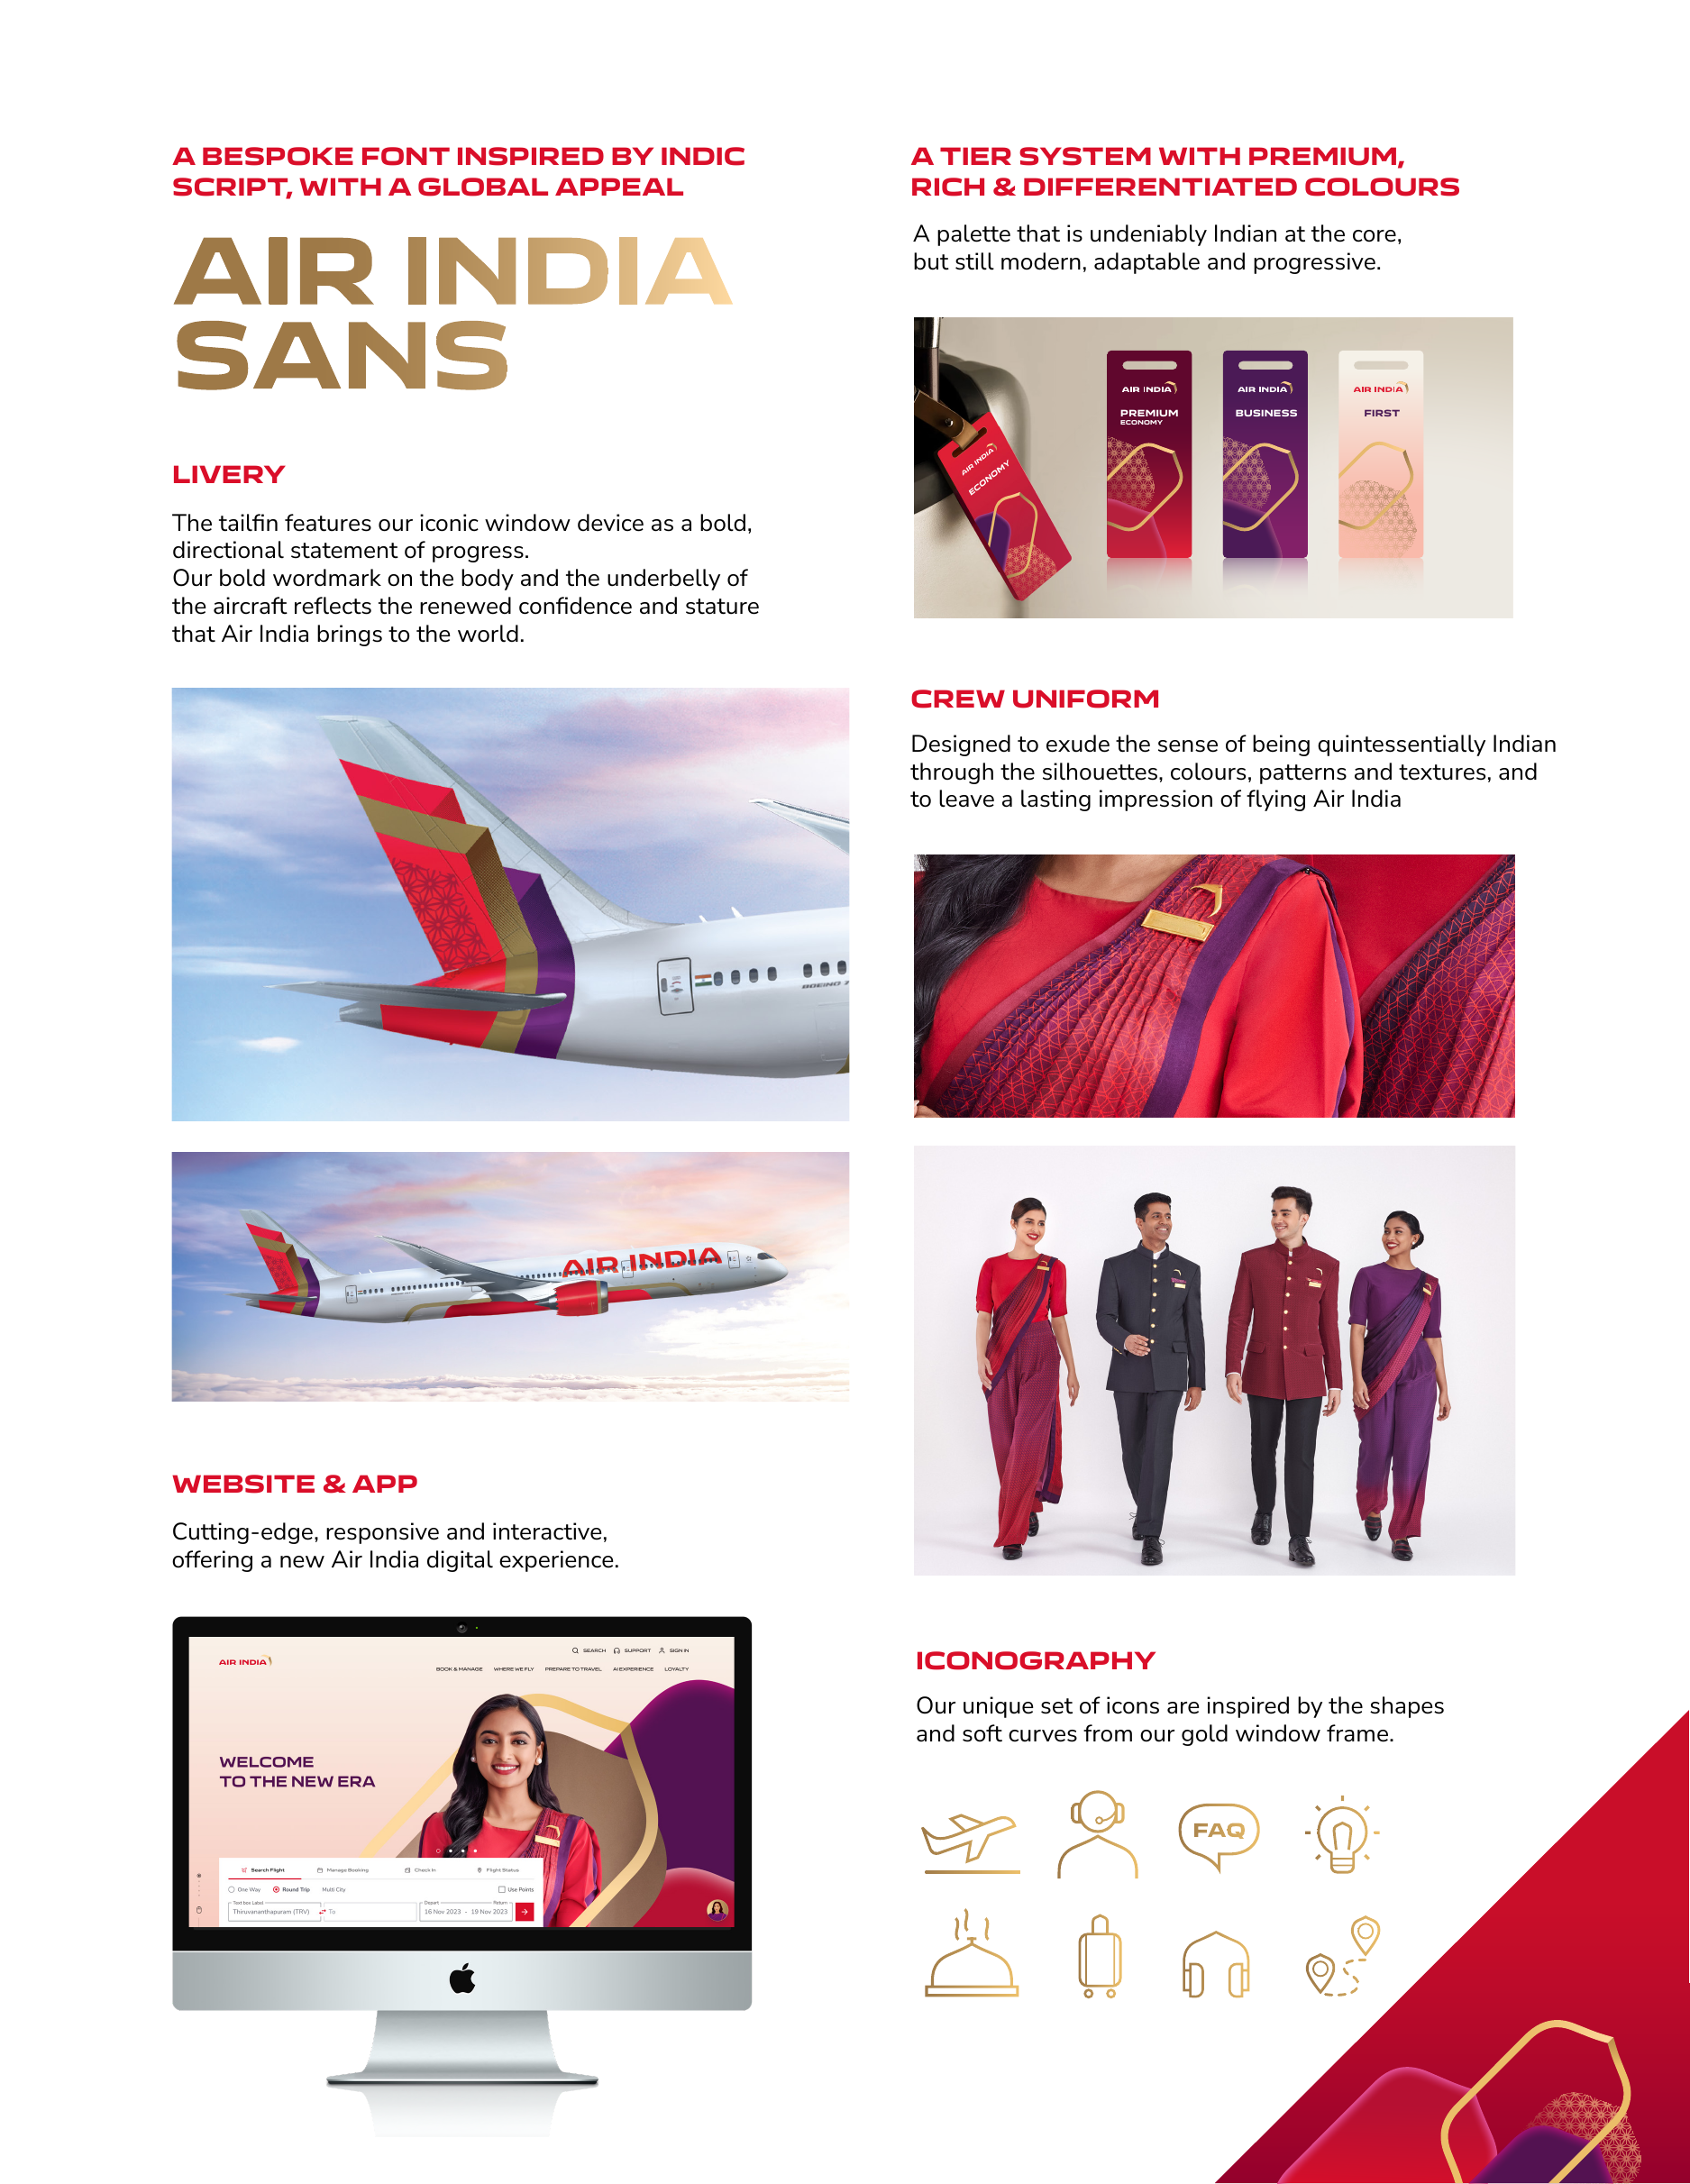 A BESPOKE FONT INSPIRED BY INDIC
SCRIPT, WITH A GLOBAL APPEAL
AIR INDIA
SANS
LIVERY
The tailfin features our iconic window device as a bold,
directional statement of progress.
Our bold wordmark on the body and the underbelly of
the aircraft reflects the renewed confidence and stature
that Air India brings to the world.
BOEING 7
AIR INDIA
WEBSITE & APP
Cutting-edge, responsive and interactive,
offering a new Air India digital experience.
AIR INDIA
SEARCH SUPPORT SIGN IN
BOOK & MANAGE WHERE WE FLY PREPARE TO TRAVEL AI EXPERIENCE LOYALTY
WELCOME
TO THE NEW ERA
Search Flight Manage Booking Check In Flight Status
One Way Round Trip Multi City Use Points
Text box Label Depart Return
Thiruvananthapuram (TRV) To 16 Nov 2023 - 19 Nov 2023
A TIER SYSTEM WITH PREMIUM,
RICH & DIFFERENTIATED COLOURS
A palette that is undeniably Indian at the core,
but still modern, adaptable and progressive.
AIR INDIA
ECONOMY
AIR INDIA
PREMIUM
ECONOMY
AIR INDIA
BUSINESS
AIR INDIA
FIRST
CREW UNIFORM
Designed to exude the sense of being quintessentially Indian
through the silhouettes, colours, patterns and textures, and
to leave a lasting impression of flying Air India
ICONOGRAPHY
Our unique set of icons are inspired by the shapes
and soft curves from our gold window frame.
FAQ